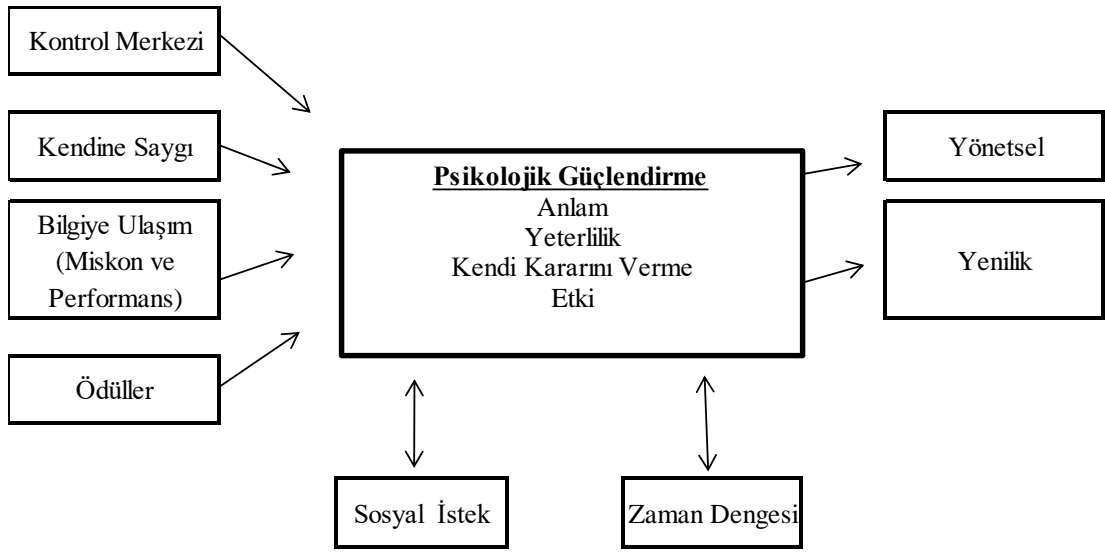 Kontrol Merkezi
Kendine Saygı
Bilgiye Ulaşım
(Miskon ve
Performans)
Ödüller
Psikolojik Güçlendirme
Anlam
Yeterlilik
Kendi Kararını Verme
Etki
Yönetsel
Yenilik
Sosyal İstek
Zaman Dengesi